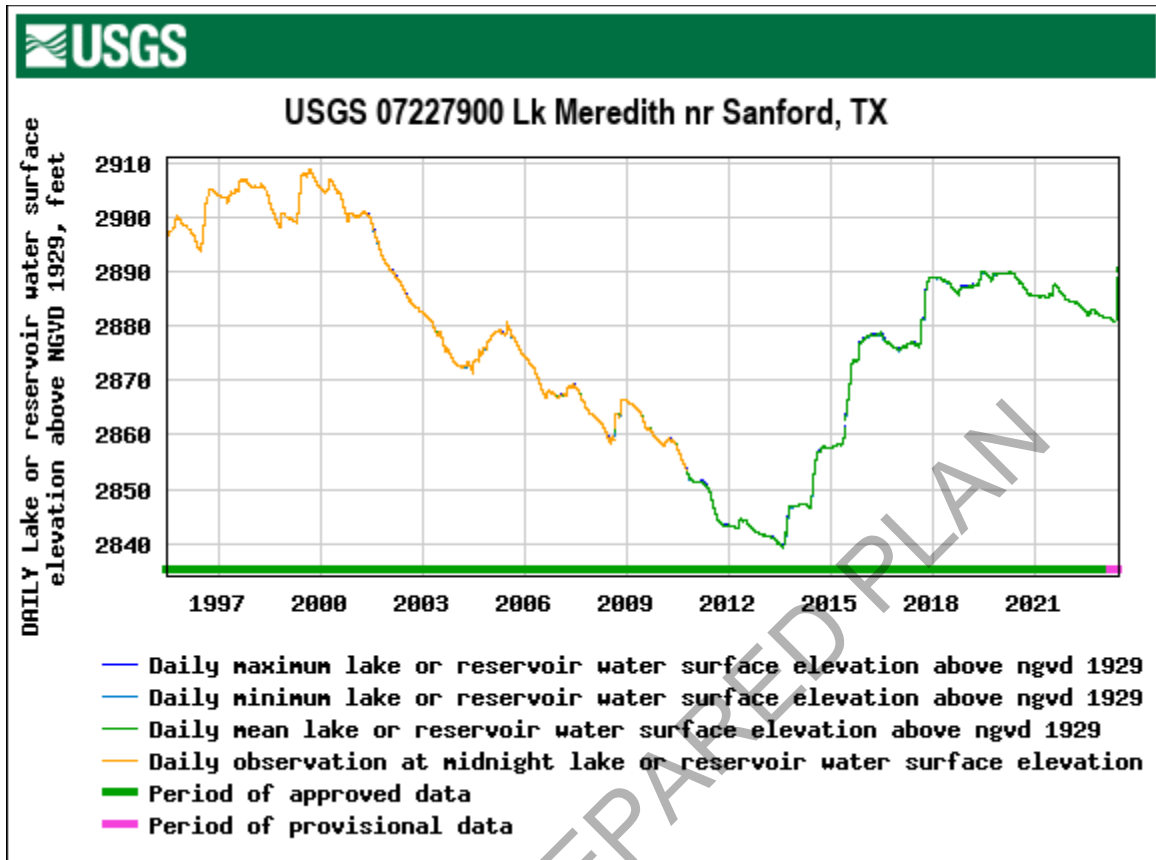 USGS
USGS 07227900 Lk Meredith nr Sanford, TX
DAILY Lake or reservoir water surface
elevation above NGVD 1929, feet
2910
2900
2890
2880
2870
2860
2850
2840
1997 2000 2003 2006 2009 2012 2015 2018 2021
Daily maximum lake or reservoir water surface elevation above ngvd 1929
Daily minimum lake or reservoir water surface elevation above ngvd 1929
Daily mean lake or reservoir water surface elevation above ngvd 1929
Daily observation at midnight lake or reservoir water surface elevation
Period of approved data
Period of provisional data
EPARED PLAN